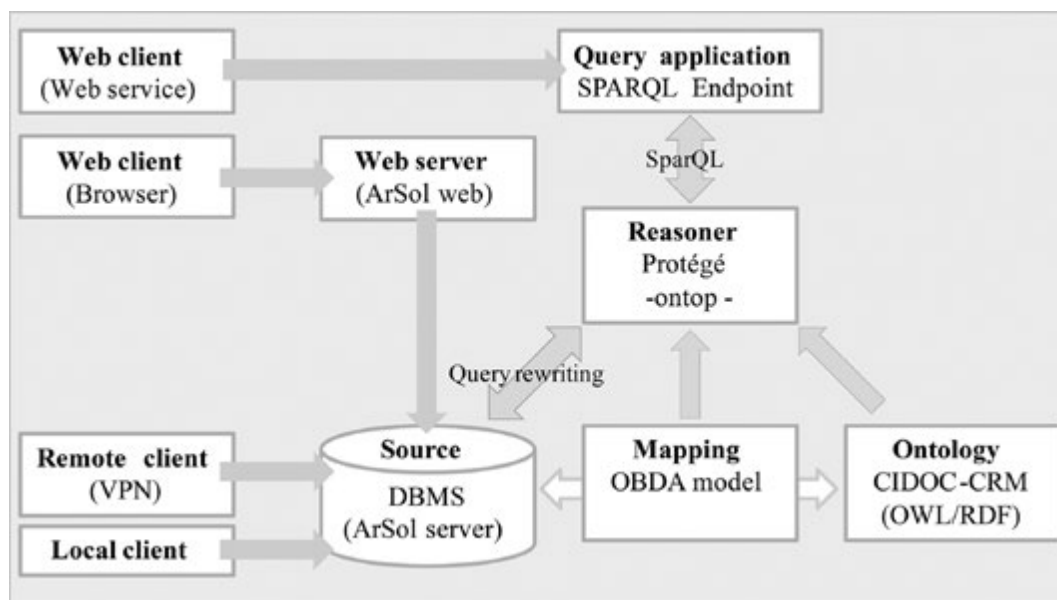 Web client
(Web service)
Query application
SPARQL Endpoint
Web client
(Browser)
Web server
(ArSol web)
SparQL
Reasoner
Protégé
-ontop -
Query rewriting
Remote client
(VPN)
Local client
Source
DBMS
(ArSol server)
Mapping
OBDA model
Ontology
CIDOC-CRM
(OWL/RDF)